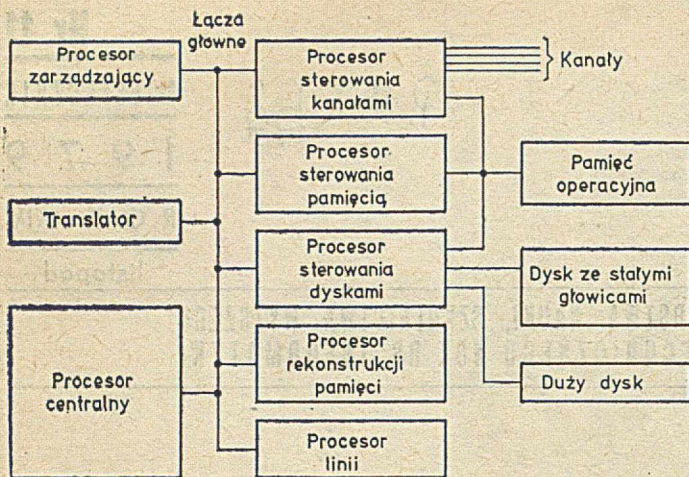 Łącza
główne
Procesor
zarządzający
Procesor
sterowania
kanałami
Kanały
Procesor
sterowania
pamięcią
Pamięć
operacyjna
Translator
Procesor
sterowania
dyskami
Dysk ze stałymi
głowicami
Procesor
centralny
Procesor
rekonstrukcji
pamięci
Duży dysk
Procesor
linii